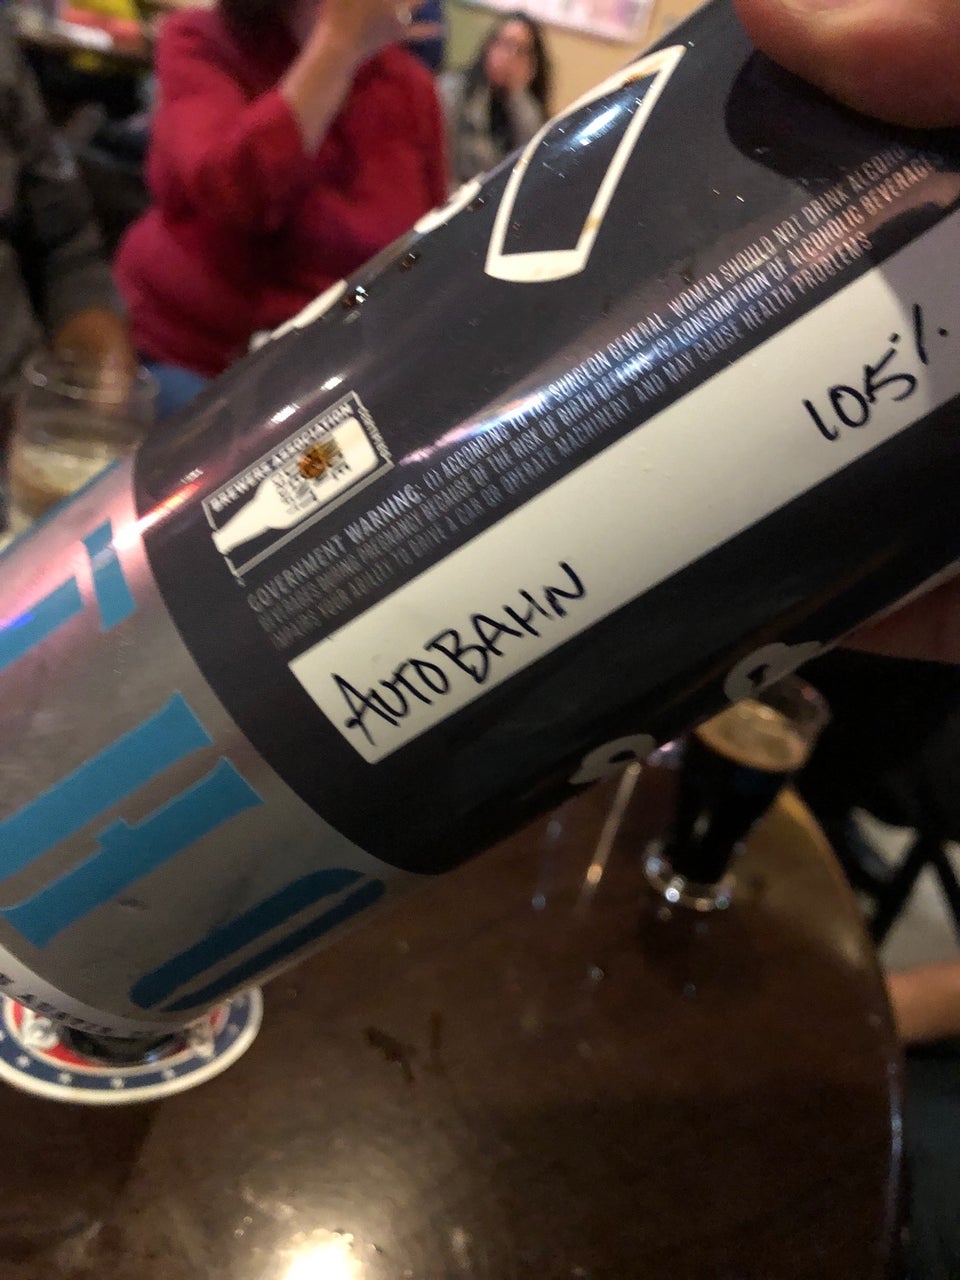 BREWERS ASSOCIATION
GOVERNMENT WARNING: (1) ACCORDING TO THE SURGEON GENERAL, WOMEN SHOULD NOT DRINK ALCOHO
BEVERAGES DURING PREGNANCY BECAUSE OF THE RISK OF BIRTH DEFECTS. (2) CONSUMPTION OF ALCOHOLIC BEVERAGES
IMPAIRS YOUR ABILITY TO DRIVE A CAR OR OPERATE MACHINERY AND MAY CAUSE HEALTH PROBLEMS
AUTOBAHN 10.5%